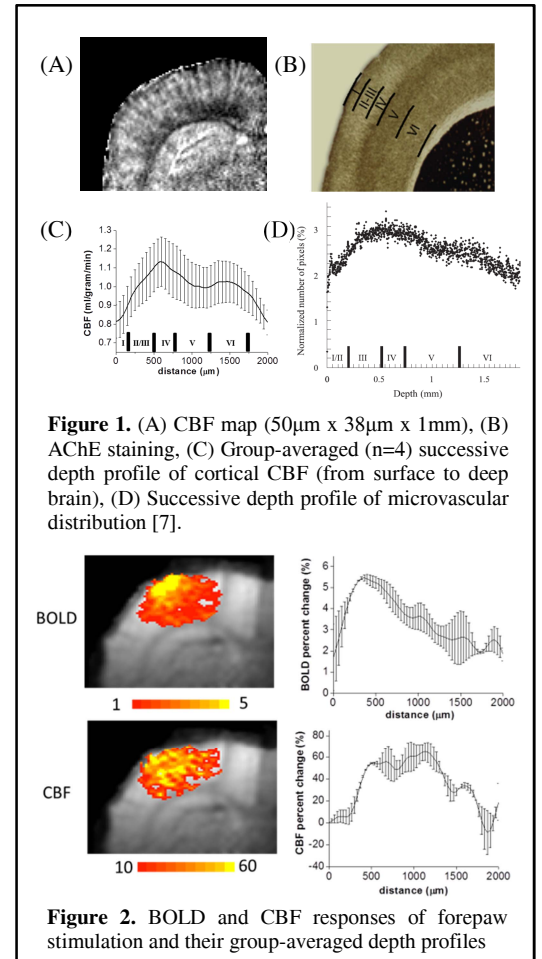 (A)
(B)
I
II-III
IV
V
VI
(C)
(D)
CBF (ml/gram/min)
1.3
1.2
1.1
1.0
0.9
0.8
0.7
I II/III IV V VI
0 500 1000 1500 2000
distance (μm)
Normalized number of pixels (%)
3
2
1
0
I/II III IV V VI
0. 0.5 1 1.5
Depth (mm)
Figure 1. (A) CBF map (50μm x 38μm x 1mm), (B)
AChE staining, (C) Group-averaged (n=4) successive
depth profile of cortical CBF (from surface to deep
brain), (D) Successive depth profile of microvascular
distribution [7].
BOLD
1 5
BOLD percent change (%)
6
5
4
3
2
1
0
0 500 1000 1500 2000
distance (μm)
CBF
10 60
CBF percent change (%)
80
60
40
20
0
-20
-40
0 500 1000 1500 2000
distance (μm)
Figure 2. BOLD and CBF responses of forepaw
stimulation and their group-averaged depth profiles